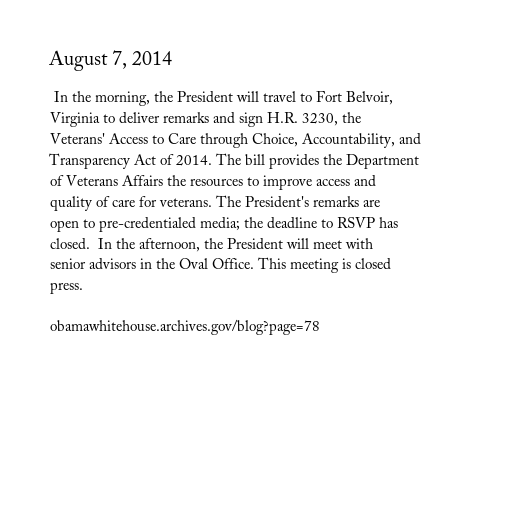 August 7, 2014
In the morning, the President will travel to Fort Belvoir,
Virginia to deliver remarks and sign H.R. 3230, the
Veterans' Access to Care through Choice, Accountability, and
Transparency Act of 2014. The bill provides the Department
of Veterans Affairs the resources to improve access and
quality of care for veterans. The President's remarks are
open to pre-credentialed media; the deadline to RSVP has
closed.  In the afternoon, the President will meet with
senior advisors in the Oval Office. This meeting is closed
press.
obamawhitehouse.archives.gov/blog?page=78